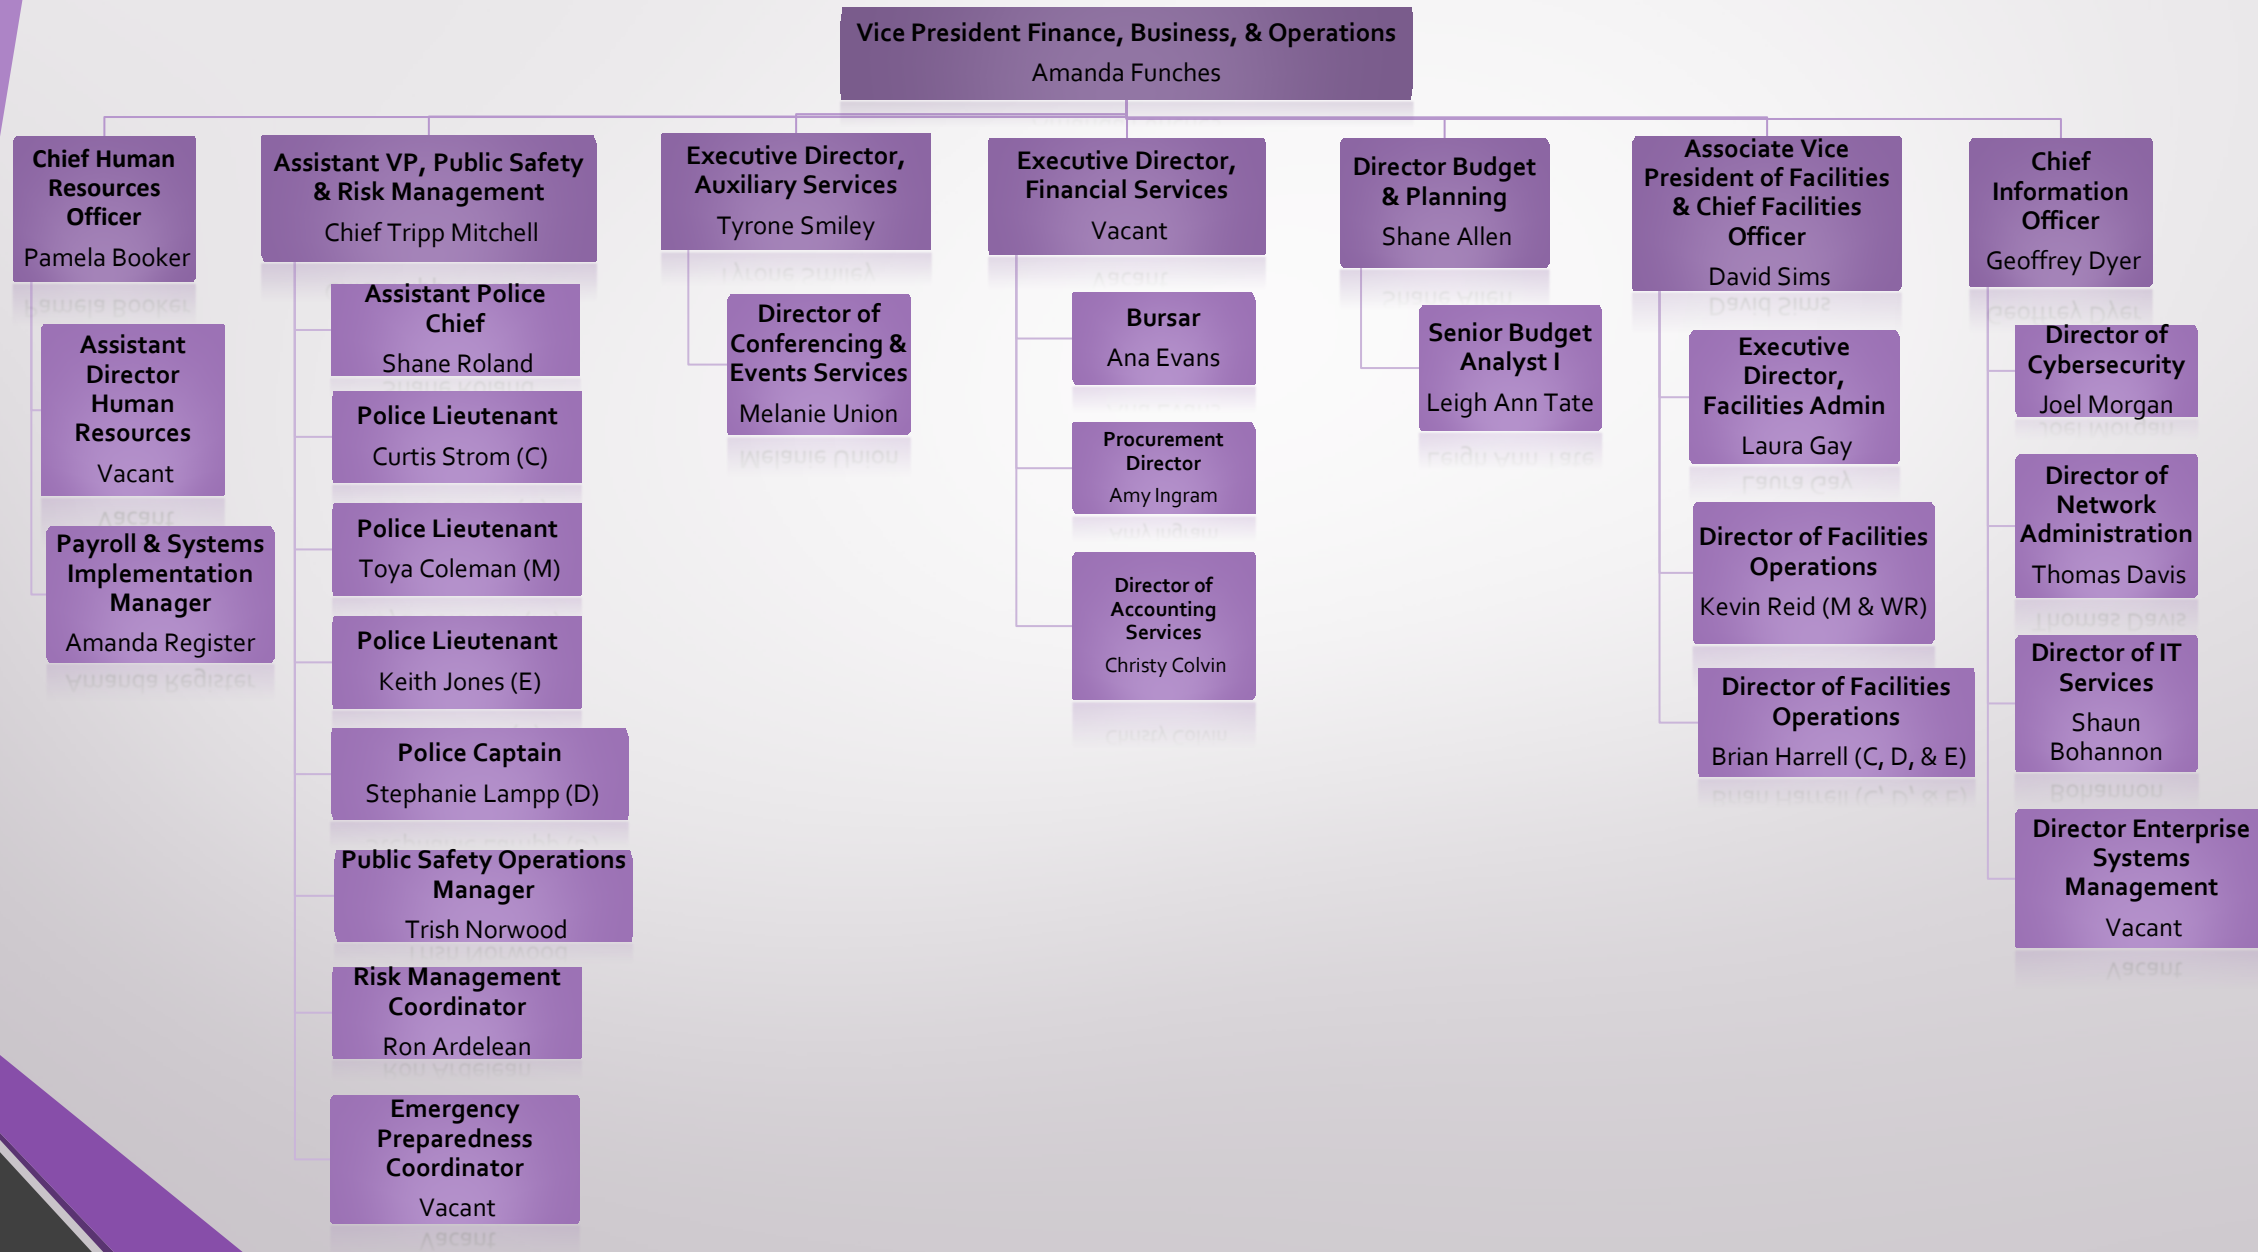 Vice President Finance, Business, & Operations
Amanda Funches
Chief Human
Resources
Officer
Pamela Booker
Assistant
Director
Human
Resources
Vacant
Payroll & Systems
Implementation
Manager
Amanda Register
Assistant VP, Public Safety
& Risk Management
Chief Tripp Mitchell
Assistant Police
Chief
Shane Roland
Police Lieutenant
Curtis Strom (C)
Police Lieutenant
Toya Coleman (M)
Police Lieutenant
Keith Jones (E)
Police Captain
Stephanie Lampp (D)
Public Safety Operations
Manager
Trish Norwood
Risk Management
Coordinator
Ron Ardelean
Emergency
Preparedness
Coordinator
Vacant
Executive Director,
Auxiliary Services
Tyrone Smiley
Director of
Conferencing &
Events Services
Melanie Union
Executive Director,
Financial Services
Vacant
Bursar
Ana Evans
Procurement
Director
Amy Ingram
Director of
Accounting
Services
Christy Colvin
Director Budget
& Planning
Shane Allen
Senior Budget
Analyst I
Leigh Ann Tate
Associate Vice
President of Facilities
& Chief Facilities
Officer
David Sims
Executive
Director,
Facilities Admin
Laura Gay
Director of Facilities
Operations
Kevin Reid (M & WR)
Director of Facilities
Operations
Brian Harrell (C, D, & E)
Chief
Information
Officer
Geoffrey Dyer
Director of
Cybersecurity
Joel Morgan
Director of
Network
Administration
Thomas Davis
Director of IT
Services
Shaun
Bohannon
Director Enterprise
Systems
Management
Vacant